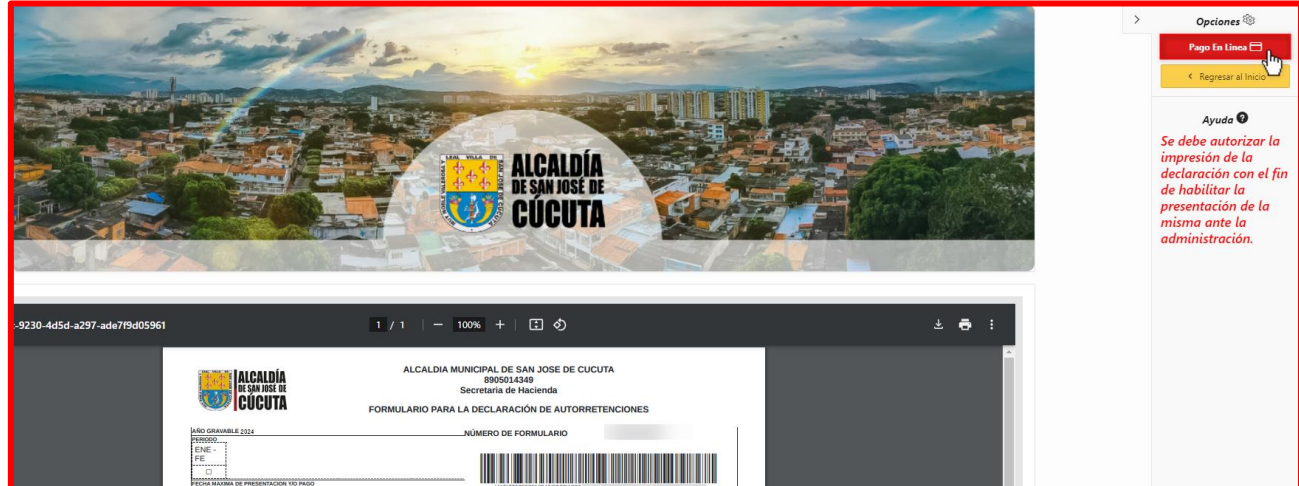 Opciones
Pago En Linea
Regresar al Inicio
Ayuda
Se debe autorizar la
impresión de la
declaración con el fin
de habilitar la
presentación de la
misma ante la
administración.
ALCALDÍA
DE SAN JOSÉ DE
CÚCUTA
-9230-4d5d-a297-ade7f9d05961
1 / 1
100%
ALCALDÍA
DE SAN JOSÉ DE
CÚCUTA
ALCALDIA MUNICIPAL DE SAN JOSE DE CUCUTA
8905014349
Secretaria de Hacienda
FORMULARIO PARA LA DECLARACIÓN DE AUTORRETENCIONES
AÑO GRAVABLE 2024
NÚMERO DE FORMULARIO
PERIODO
ENE -
FE
FECHA MAXIMA DE PRESENTACION Y/O PAGO